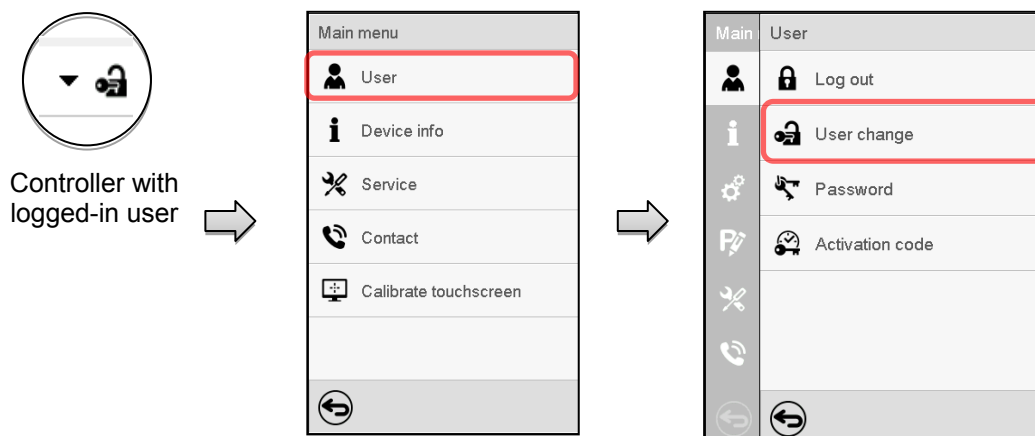 Controller with
logged-in user
Main menu
User
Device info
Service
Contact
Calibrate touchscreen
Main
User
Log out
User change
Password
Activation code